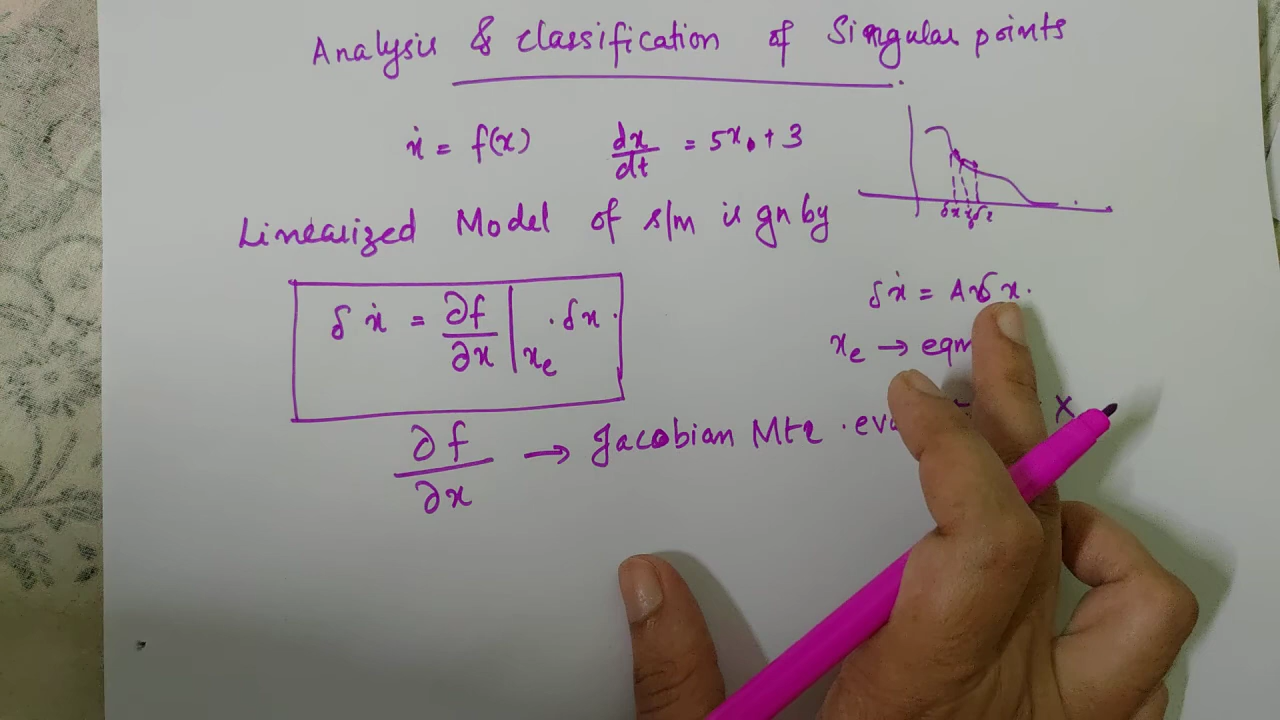 Analysis & classification of Singular points
ẋ = f(x) dx/dt = 5x + 3
Linearized Model of s/m is gn by
δẋ = ∂f/∂x |xe . δx .
δẋ = A δx .
xe → eqm
∂f/∂x → Jacobian Mtx . x